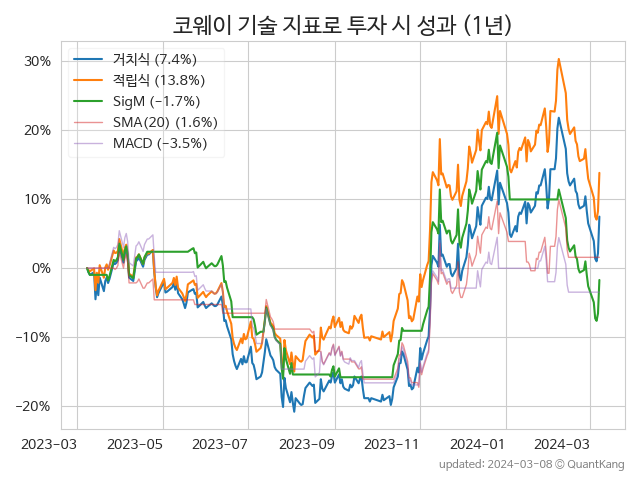 코웨이 기술 지표로 투자 시 성과 (1년)
거치식 (7.4%)
적립식 (13.8%)
SigM (−1.7%)
SMA(20) (1.6%)
MACD (−3.5%)
30%
20%
10%
0%
−10%
−20%
2023−03 2023−05 2023−07 2023−09 2023−11 2024−01 2024−03
updated: 2024−03−08 © QuantKang